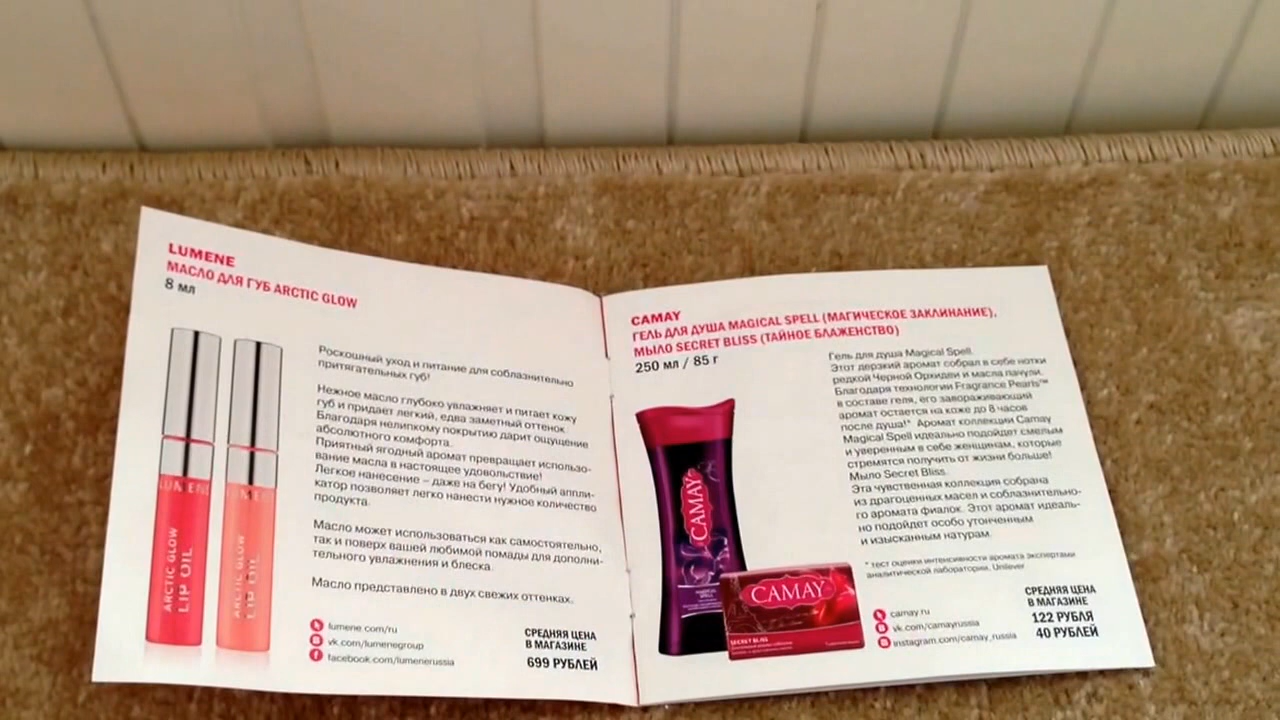 LUMENE
МАСЛО ДЛЯ ГУБ ARCTIC GLOW
8 мл
Роскошный уход и питание для соблазнительно
притягательных губ!
Нежное масло глубоко увлажняет и питает кожу
губ и придает легкий, едва заметный оттенок.
Благодаря нелипкому покрытию дарит ощущение
абсолютного комфорта.
Приятный ягодный аромат превращает использо-
вание масла в настоящее удовольствие!
Легкое нанесение – даже на бегу! Удобный аппли-
катор позволяет легко нанести нужное количество
продукта.
Масло может использоваться как самостоятельно,
так и поверх вашей любимой помады для дополни-
тельного увлажнения и блеска.
Масло представлено в двух свежих оттенках.
lumene.com/ru
vk.com/lumenegroup
facebook.com/lumenerussia
СРЕДНЯЯ ЦЕНА
В МАГАЗИНЕ
699 РУБЛЕЙ
LUMENE
ARCTIC GLOW
LIP OIL
LUMENE
ARCTIC GLOW
LIP OIL
CAMAY
ГЕЛЬ ДЛЯ ДУША MAGICAL SPELL (МАГИЧЕСКОЕ ЗАКЛИНАНИЕ),
МЫЛО SECRET BLISS (ТАЙНОЕ БЛАЖЕНСТВО)
250 мл / 85 г
Гель для душа Magical Spell.
Этот дерзкий аромат собрал в себе нотки
редкой Черной Орхидеи и масла пачули.
Благодаря технологии Fragrance Pearls™
в составе геля, его завораживающий
аромат остается на коже до 8 часов
после душа!* Аромат коллекции Camay
Magical Spell идеально подойдет смелым
и уверенным в себе женщинам, которые
стремятся получить от жизни больше!
Мыло Secret Bliss.
Эта чувственная коллекция собрана
из драгоценных масел и соблазнительно-
го аромата фиалок. Этот аромат идеаль-
но подойдет особо утонченным
и изысканным натурам.
* тест оценки интенсивности аромата экспертами
аналитической лаборатории, Unilever
camay.ru
vk.com/camayrussia
instagram.com/camay_russia
СРЕДНЯЯ ЦЕНА
В МАГАЗИНЕ
122 РУБЛЯ
40 РУБЛЕЙ
CAMAY
MAGICAL
SPELL
CAMAY
SECRET BLISS